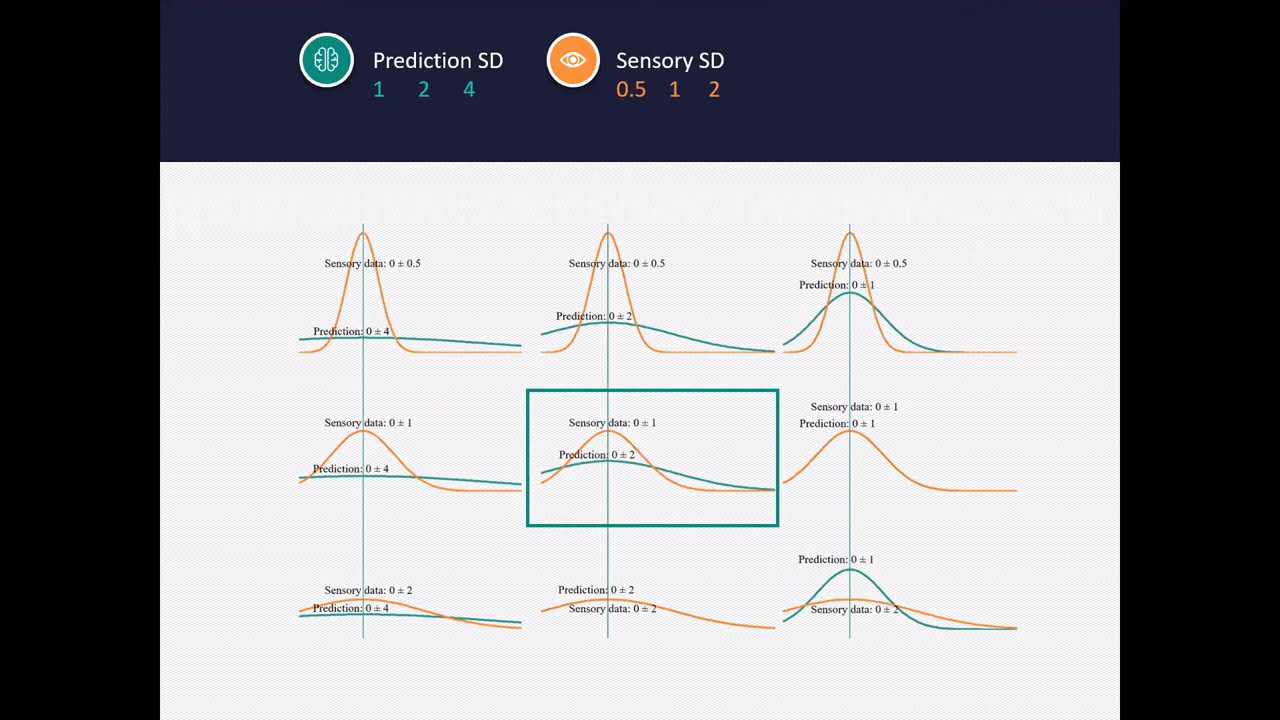 Prediction SD
1 2 4
Sensory SD
0.5 1 2
Sensory data: 0 ± 0.5
Prediction: 0 ± 4
Sensory data: 0 ± 0.5
Prediction: 0 ± 2
Sensory data: 0 ± 0.5
Prediction: 0 ± 1
Sensory data: 0 ± 1
Prediction: 0 ± 4
Sensory data: 0 ± 1
Prediction: 0 ± 2
Sensory data: 0 ± 1
Prediction: 0 ± 1
Sensory data: 0 ± 2
Prediction: 0 ± 4
Prediction: 0 ± 2
Sensory data: 0 ± 2
Prediction: 0 ± 1
Sensory data: 0 ± 2